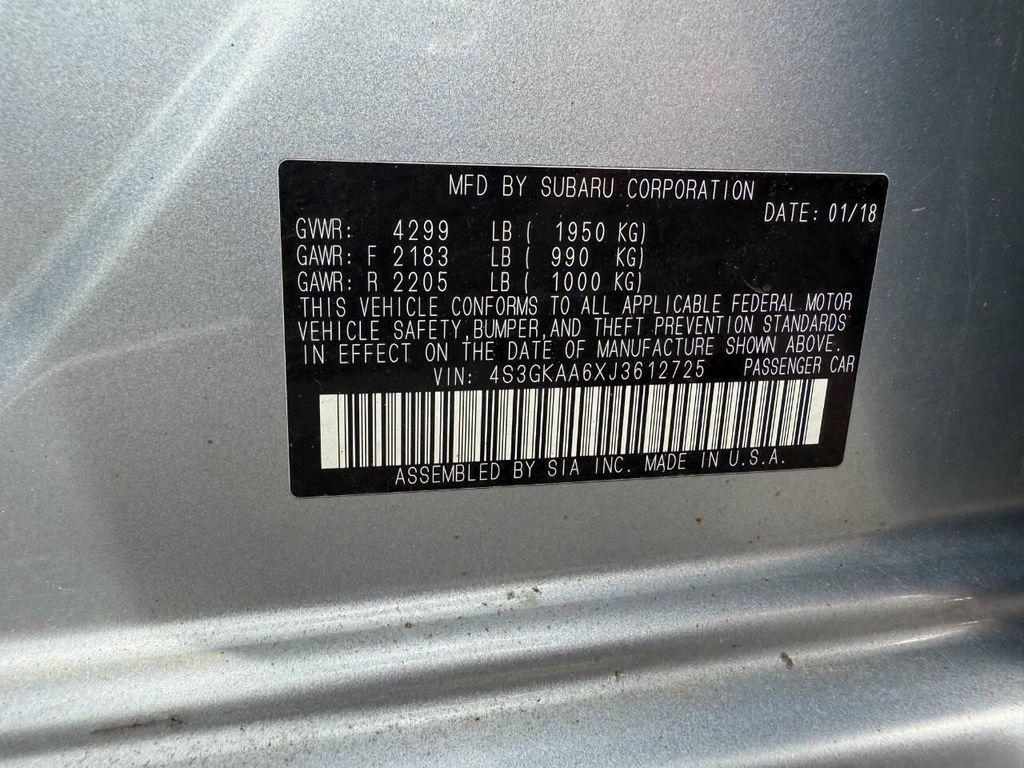 MFD BY SUBARU CORPORATION
DATE: 01/18
GVWR: 4299 LB ( 1950 KG)
GAWR: F 2183 LB ( 990 KG)
GAWR: R 2205 LB ( 1000 KG)
THIS VEHICLE CONFORMS TO ALL APPLICABLE FEDERAL MOTOR
VEHICLE SAFETY, BUMPER, AND THEFT PREVENTION STANDARDS
IN EFFECT ON THE DATE OF MANUFACTURE SHOWN ABOVE.
VIN: 4S3GKAA6XJ3612725 PASSENGER CAR
ASSEMBLED BY SIA INC. MADE IN U.S.A.